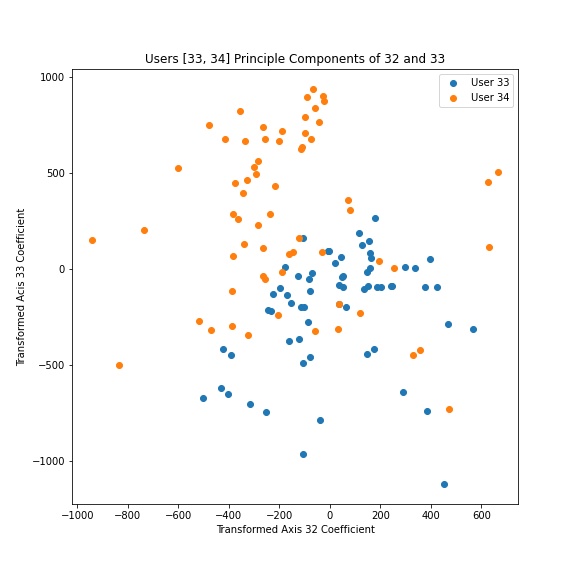 Users [33, 34] Principle Components of 32 and 33
User 33
User 34
1000
500
0
−500
−1000
Transformed Acis 33 Coefficient
−1000 −800 −600 −400 −200 0 200 400 600
Transformed Axis 32 Coefficient